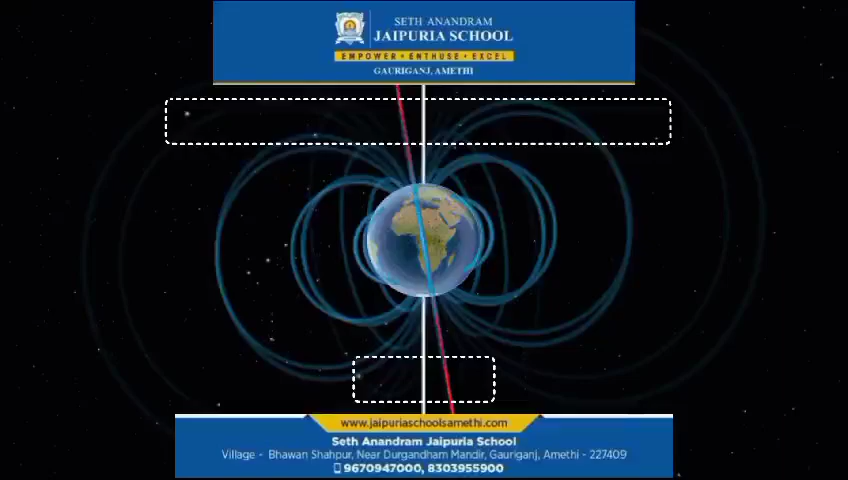 SETH ANANDRAM
JAIPURIA SCHOOL
EMPOWER • ENTHUSE • EXCEL
GAURIGANJ, AMETHI
www.jaipuriaschoolsamethi.com
Seth Anandram Jaipuria School
Village - Bhawan Shahpur, Near Durgandham Mandir, Gauriganj, Amethi - 227409
9670947000, 8303955900